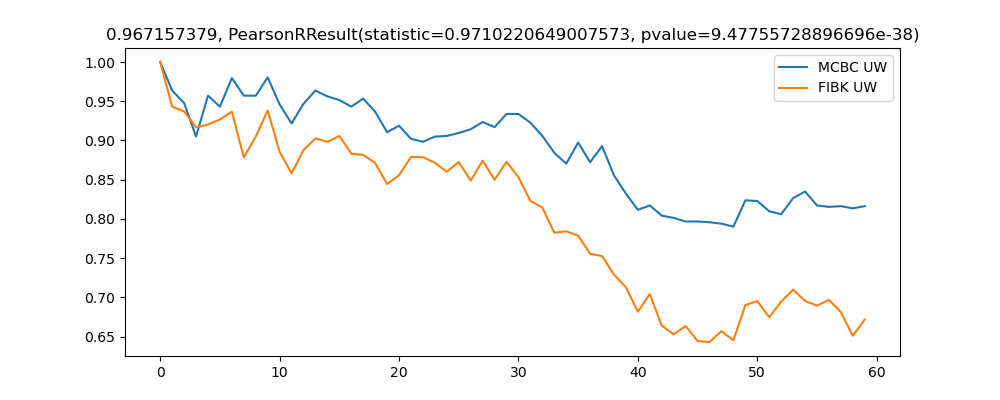 0.967157379, PearsonRResult(statistic=0.9710220649007573, pvalue=9.47755728896696e-38)
1.00
0.95
0.90
0.85
0.80
0.75
0.70
0.65
MCBC UW
FIBK UW
0 10 20 30 40 50 60